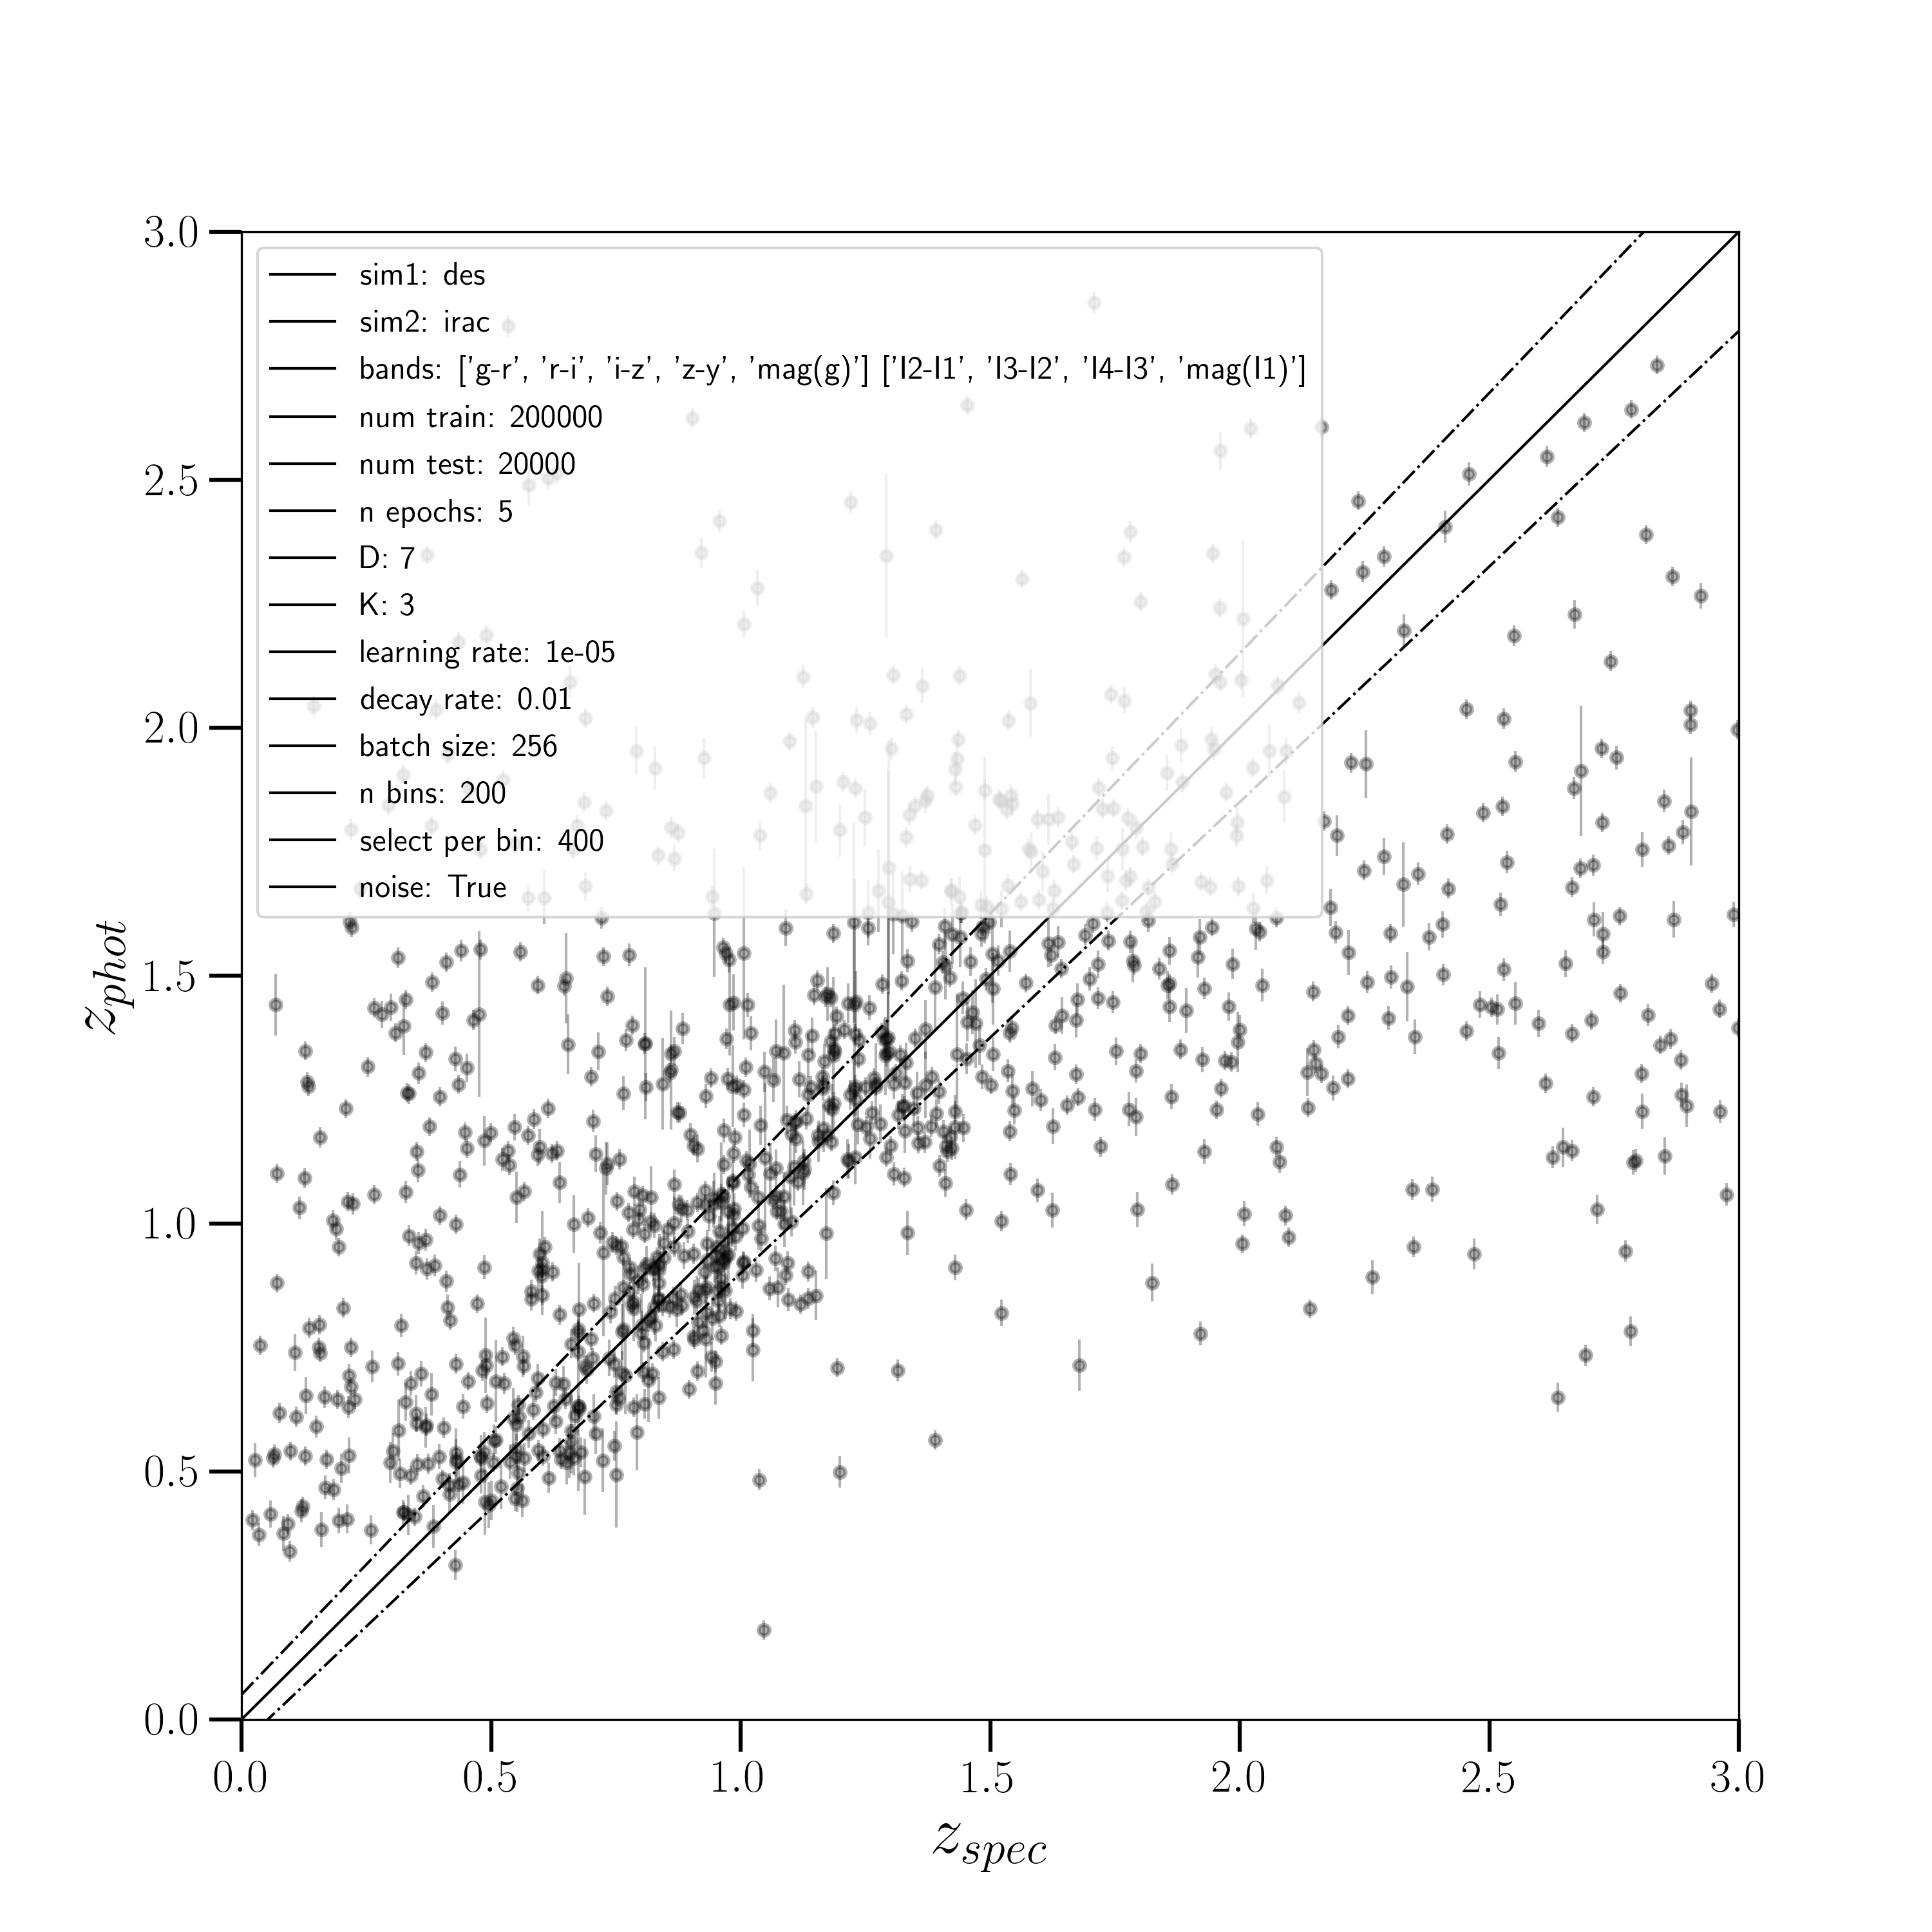 3.0
sim1: des
sim2: irac
bands: ['g-r', 'r-i', 'i-z', 'z-y', 'mag(g)'] ['I2-I1', 'I3-I2', 'I4-I3', 'mag(I1)']
num train: 200000
num test: 20000
2.5
n epochs: 5
D: 7
K: 3
learning rate: 1e-05
decay rate: 0.01
2.0
batch size: 256
n bins: 200
select per bin: 400
noise: True
z_phot
1.5
1.0
0.5
0.0
0.0 0.5 1.0 1.5 2.0 2.5 3.0
z_spec